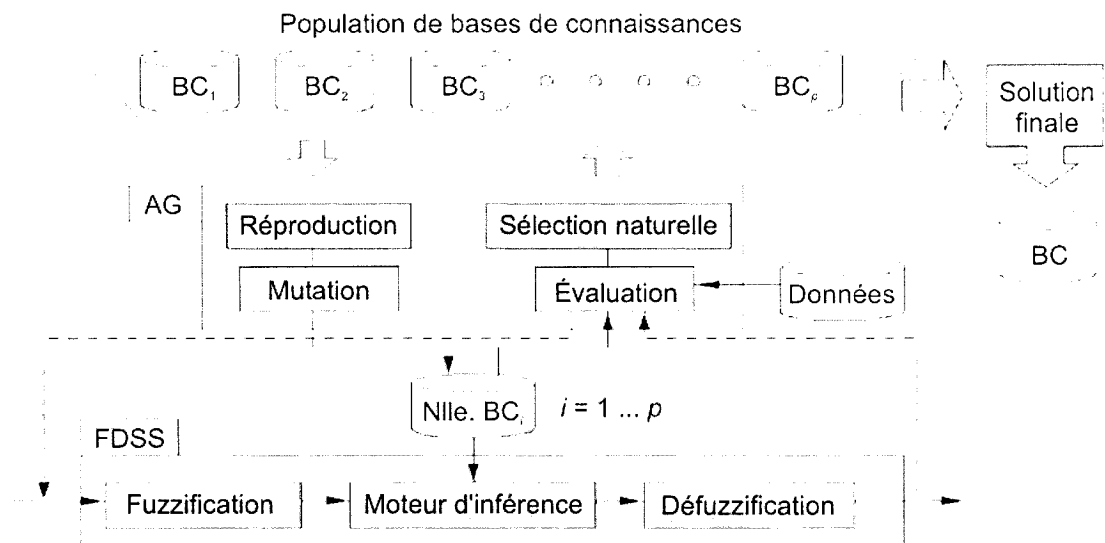 Population de bases de connaissances
BC1 BC2 BC3 BCp
Solution
finale
AG
Réproduction
Sélection naturelle
BC
Mutation
Évaluation
Données
Nlle. BCi
i = 1 ... p
FDSS
Fuzzification
Moteur d'inférence
Défuzzification